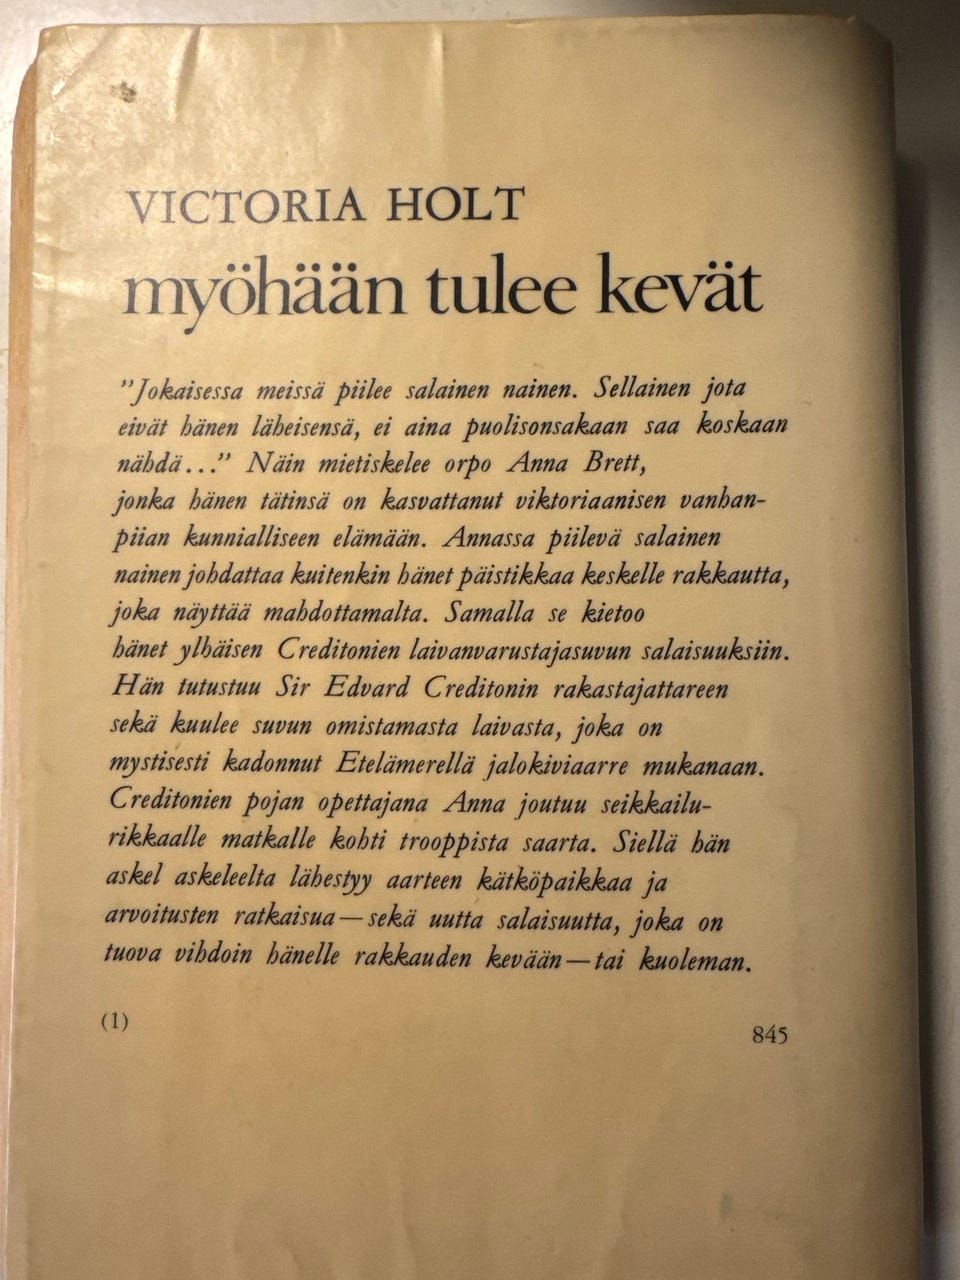 VICTORIA HOLT
myöhään tulee kevät
”Jokaisessa meissä piilee salainen nainen. Sellainen jota
eivät hänen läheisensä, ei aina puolisonsakaan saa koskaan
nähdä...” Näin mietiskelee orpo Anna Brett,
jonka hänen tätinsä on kasvattanut viktoriaanisen vanhan-
piian kunnialliseen elämään. Annassa piilevä salainen
nainen johdattaa kuitenkin hänet päistikkaa keskelle rakkautta,
joka näyttää mahdottamalta. Samalla se kietoo
hänet ylhäisen Creditonien laivanvarustajasuvun salaisuuksiin.
Hän tutustuu Sir Edvard Creditonin rakastajattareen
sekä kuulee suvun omistamasta laivasta, joka on
mystisesti kadonnut Etelämerellä jalokiviaarre mukanaan.
Creditonien pojan opettajana Anna joutuu seikkailu-
rikkaalle matkalle kohti trooppista saarta. Siellä hän
askel askeleelta lähestyy aarteen kätköpaikkaa ja
arvoitusten ratkaisua — sekä uutta salaisuutta, joka on
tuova vihdoin hänelle rakkauden kevään — tai kuoleman.
(1)
845